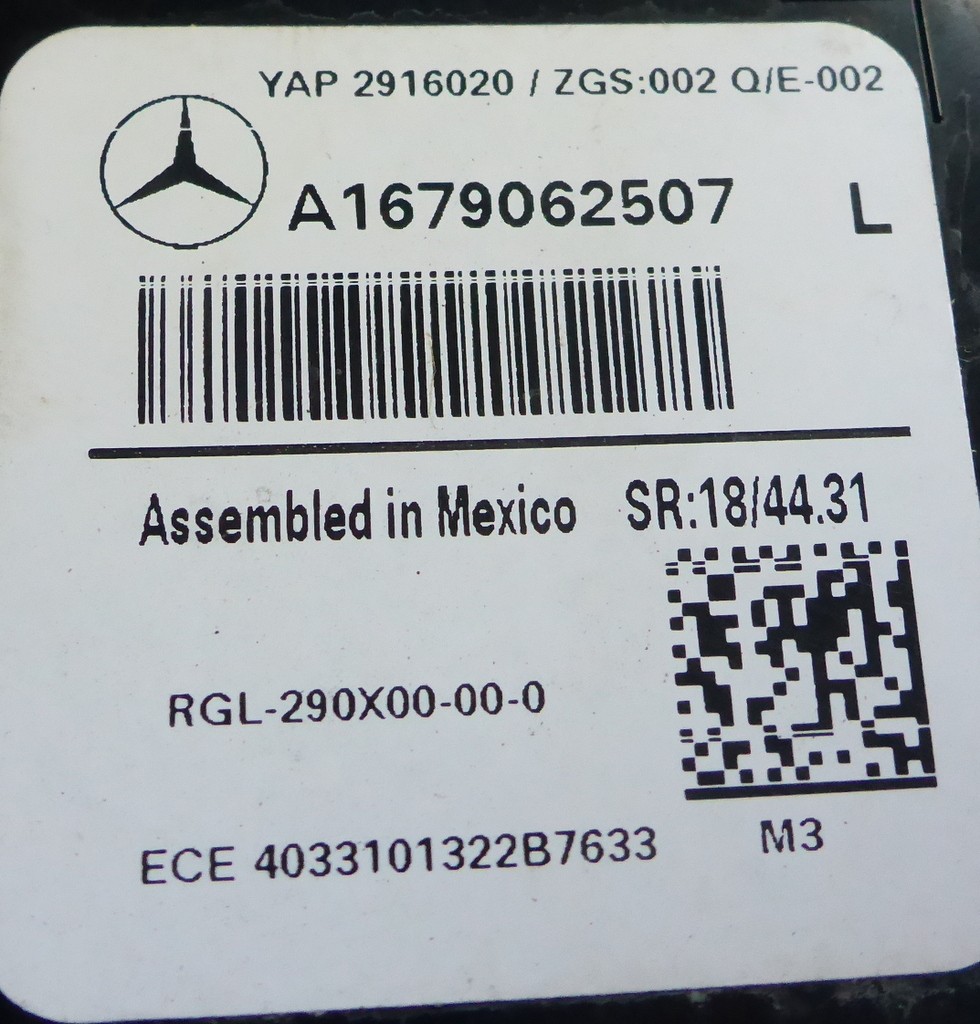 YAP 2916020 / ZGS:002 Q/E-002
A1679062507 L
Assembled in Mexico SR:18/44.31
RGL-290X00-00-0
ECE 4033101322B7633 M3